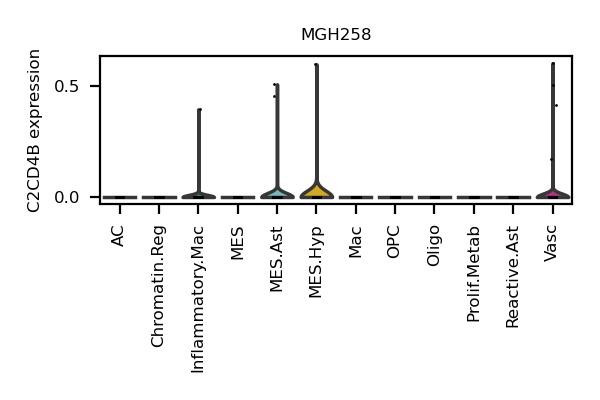 MGH258
C2CD4B expression
0.5
0.0
AC
Chromatin.Reg
Inflammatory.Mac
MES
MES.Ast
MES.Hyp
Mac
OPC
Oligo
Prolif.Metab
Reactive.Ast
Vasc